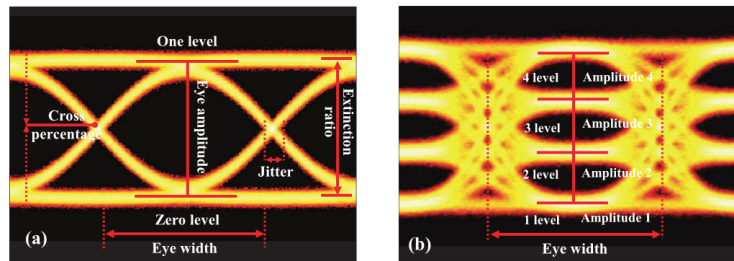 One level
Cross
percentage
Eye amplitude
Extinction
ratio
Jitter
Zero level
(a)
Eye width
4 level
Amplitude 4
3 level
Amplitude 3
2 level
Amplitude 2
1 level
Amplitude 1
(b)
Eye width